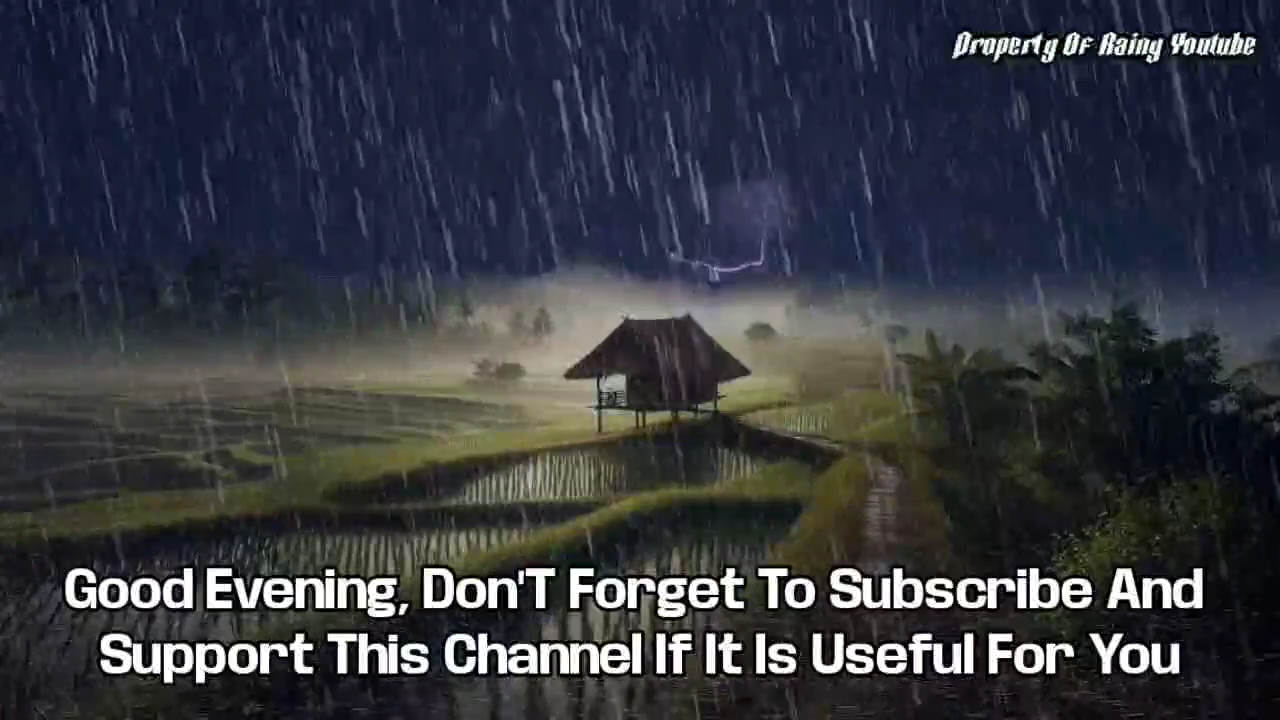 Property Of Rainy Youtube
Good Evening, Don'T Forget To Subscribe And
Support This Channel If It Is Useful For You